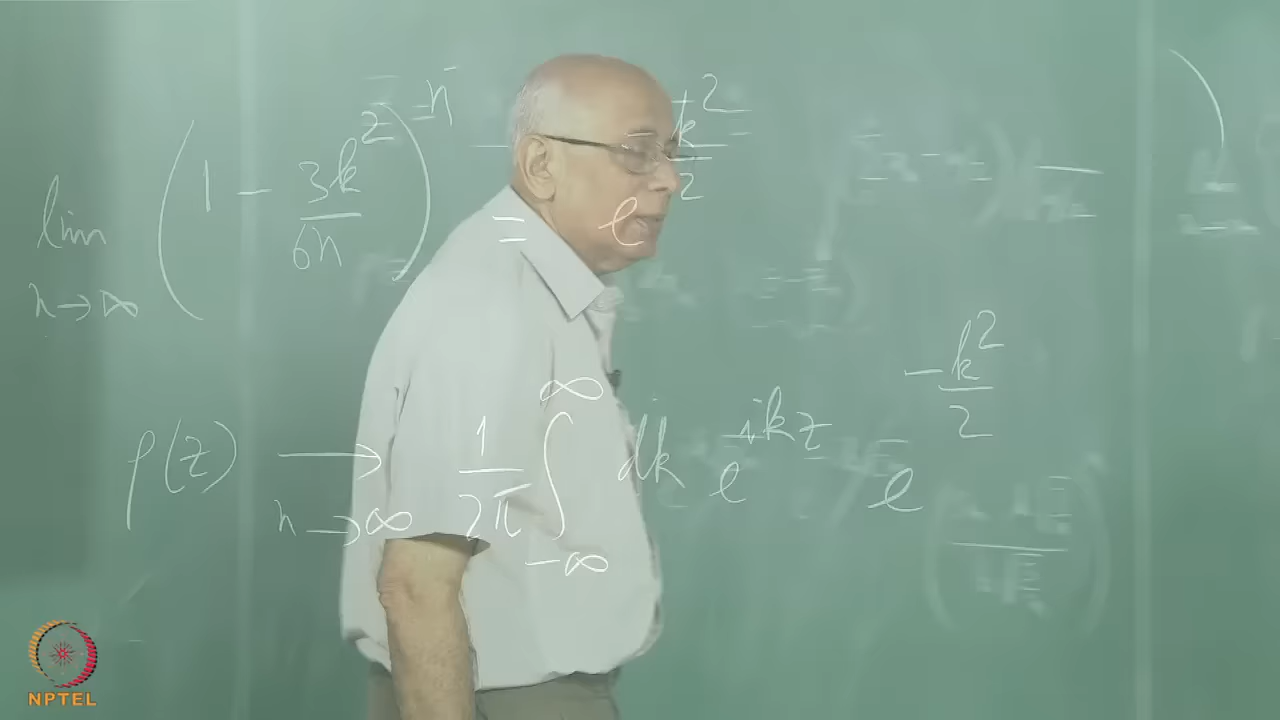 lim n→∞ (1 - 3k²/6n)^-n = e^(k²/2)
ρ(z) ⟶ n→∞ 1/2π ∫_-∞^∞ dk e^ikz e^(-k²/2)
NPTEL